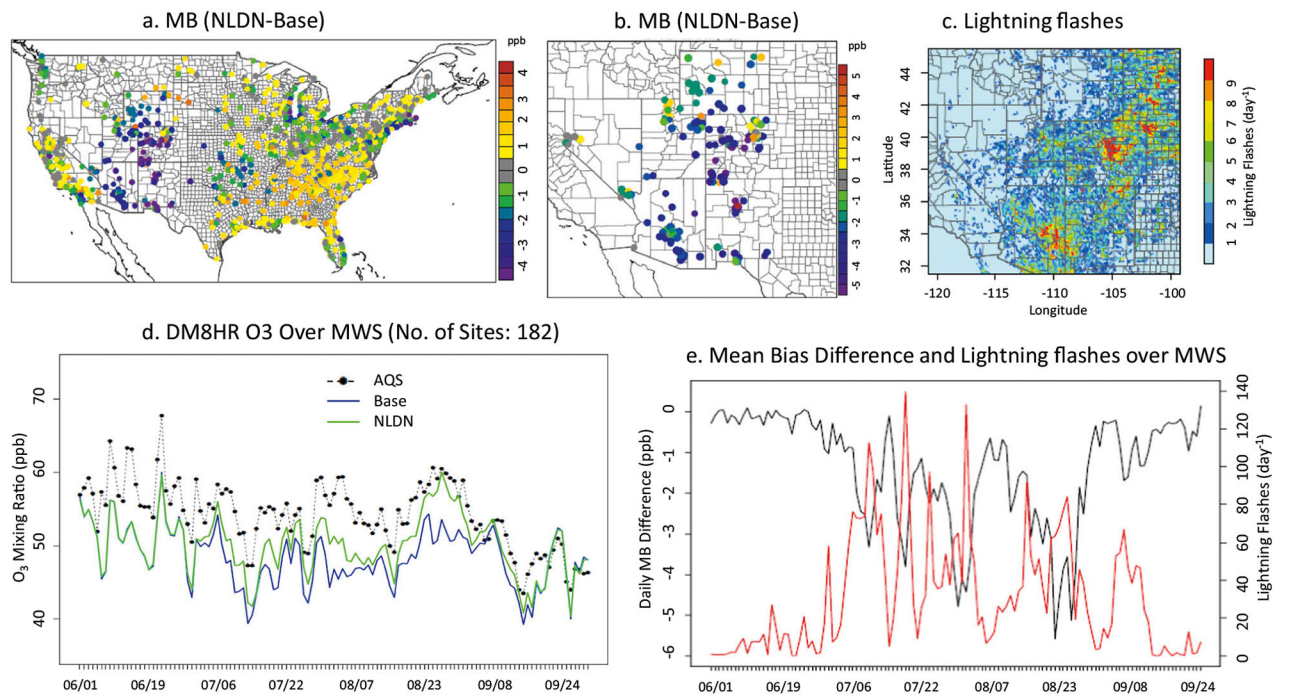 a. MB (NLDN-Base)
ppb
4
3
2
1
0
-1
-2
-3
-4
b. MB (NLDN-Base)
ppb
5
4
3
2
1
0
-1
-2
-3
-4
-5
c. Lightning flashes
Latitude
44
42
40
38
36
34
32
-120 -115 -110 -105 -100
Longitude
9
8
7
6
5
4
3
2
1
Lightning Flashes (day-1)
d. DM8HR O3 Over MWS (No. of Sites: 182)
AQS
Base
NLDN
O3 Mixing Ratio (ppb)
70
60
50
40
06/01 06/19 07/06 07/22 08/07 08/23 09/08 09/24
e. Mean Bias Difference and Lightning flashes over MWS
Daily MB Difference (ppb)
0
-1
-2
-3
-4
-5
-6
140
120
100
80
60
40
20
0
Lightning Flashes (day-1)
06/01 06/19 07/06 07/22 08/07 08/23 09/08 09/24